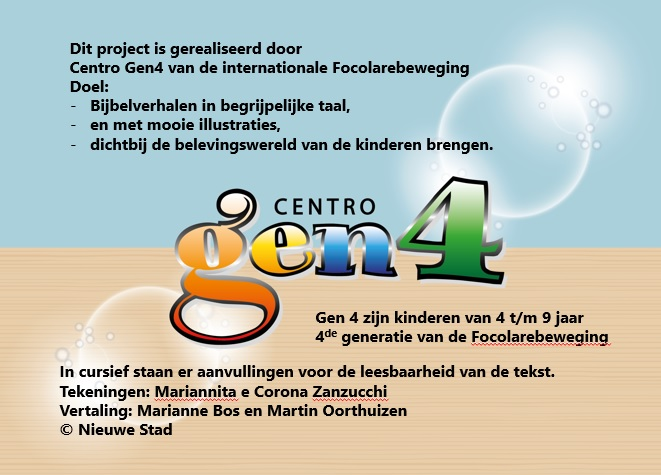 Dit project is gerealiseerd door
Centro Gen4 van de internationale Focolarebeweging
Doel:
- Bijbelverhalen in begrijpelijke taal,
- en met mooie illustraties,
- dichtbij de belevingswereld van de kinderen brengen.
CENTRO
gen4
Gen 4 zijn kinderen van 4 t/m 9 jaar
4de generatie van de Focolarebeweging
In cursief staan er aanvullingen voor de leesbaarheid van de tekst.
Tekeningen: Mariannita e Corona Zanzucchi
Vertaling: Marianne Bos en Martin Oorthuizen
© Nieuwe Stad